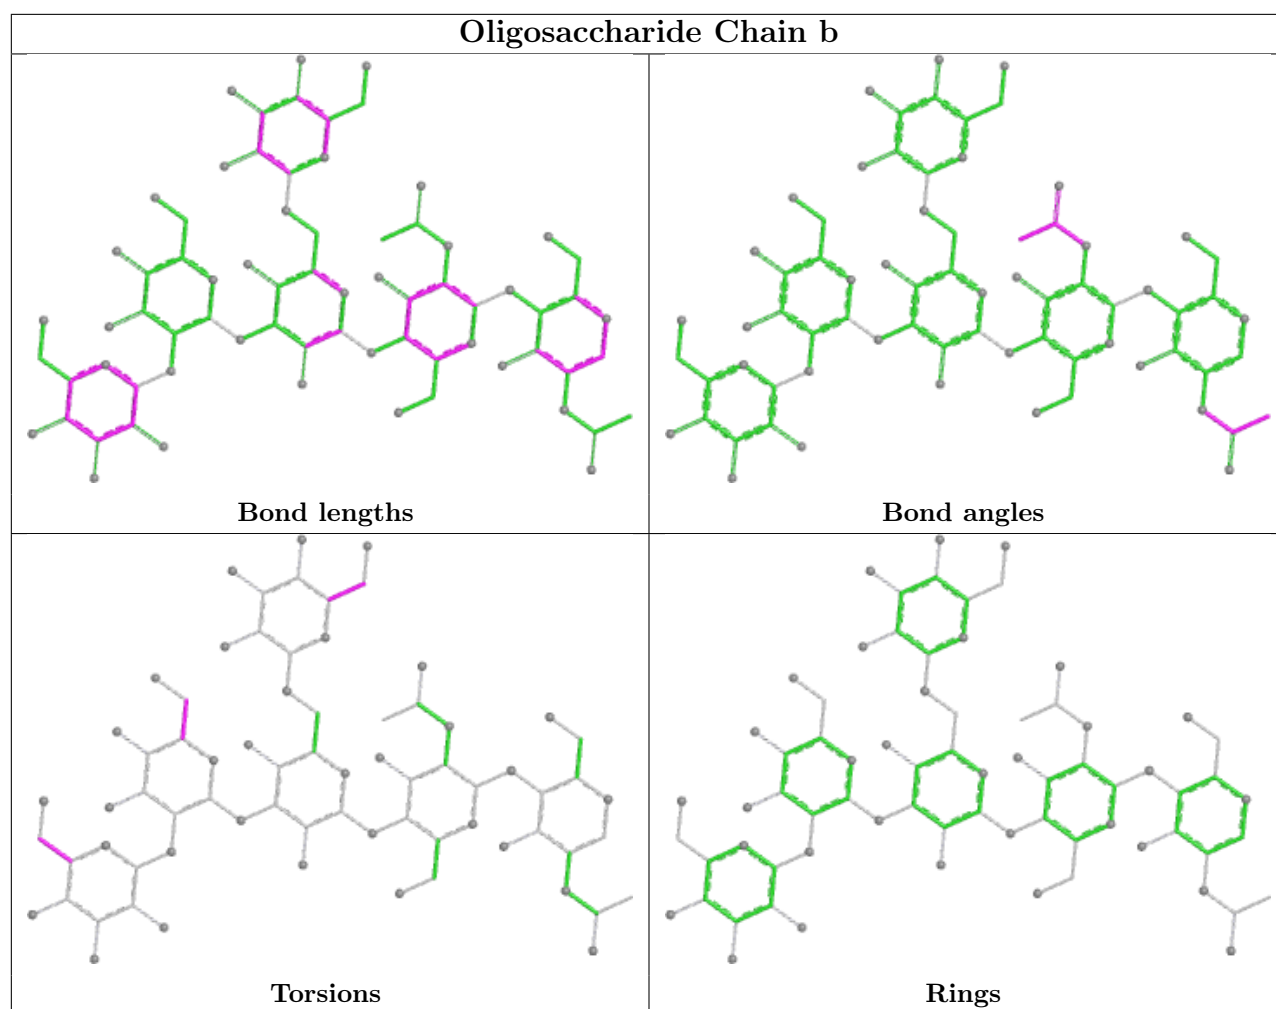 Oligosaccharide Chain b
Bond lengths
Bond angles
Torsions
Rings